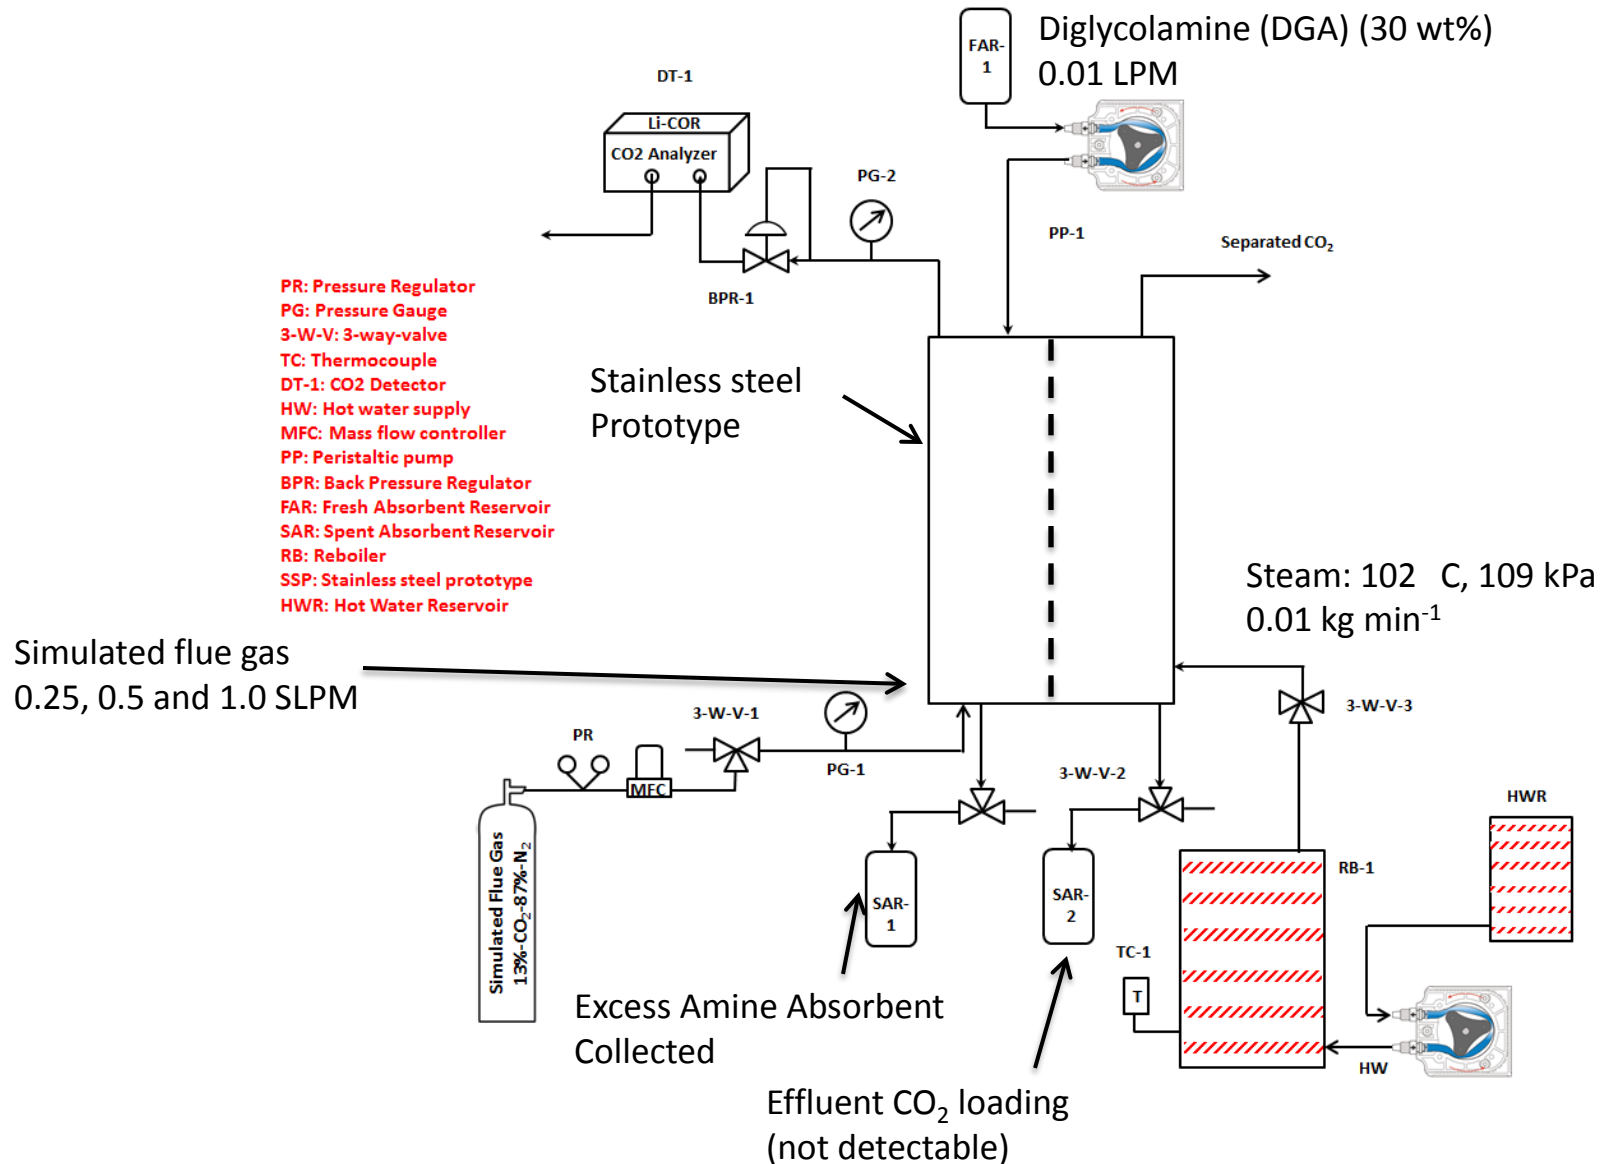 Diglycolamine (DGA) (30 wt%)
0.01 LPM
FAR-
1
DT-1
Li-COR
CO2 Analyzer
PG-2
PP-1
Separated CO₂
BPR-1
PR: Pressure Regulator
PG: Pressure Gauge
3-W-V: 3-way-valve
TC: Thermocouple
DT-1: CO2 Detector
HW: Hot water supply
MFC: Mass flow controller
PP: Peristaltic pump
BPR: Back Pressure Regulator
FAR: Fresh Absorbent Reservoir
SAR: Spent Absorbent Reservoir
RB: Reboiler
SSP: Stainless steel prototype
HWR: Hot Water Reservoir
Stainless steel
Prototype
Steam: 102   C, 109 kPa
0.01 kg min⁻¹
Simulated flue gas
0.25, 0.5 and 1.0 SLPM
3-W-V-1
PR
MFC
PG-1
3-W-V-2
3-W-V-3
HWR
RB-1
Simulated Flue Gas
13%-CO₂-87%-N₂
SAR-
1
SAR-
2
TC-1
T
HW
Excess Amine Absorbent
Collected
Effluent CO₂ loading
(not detectable)